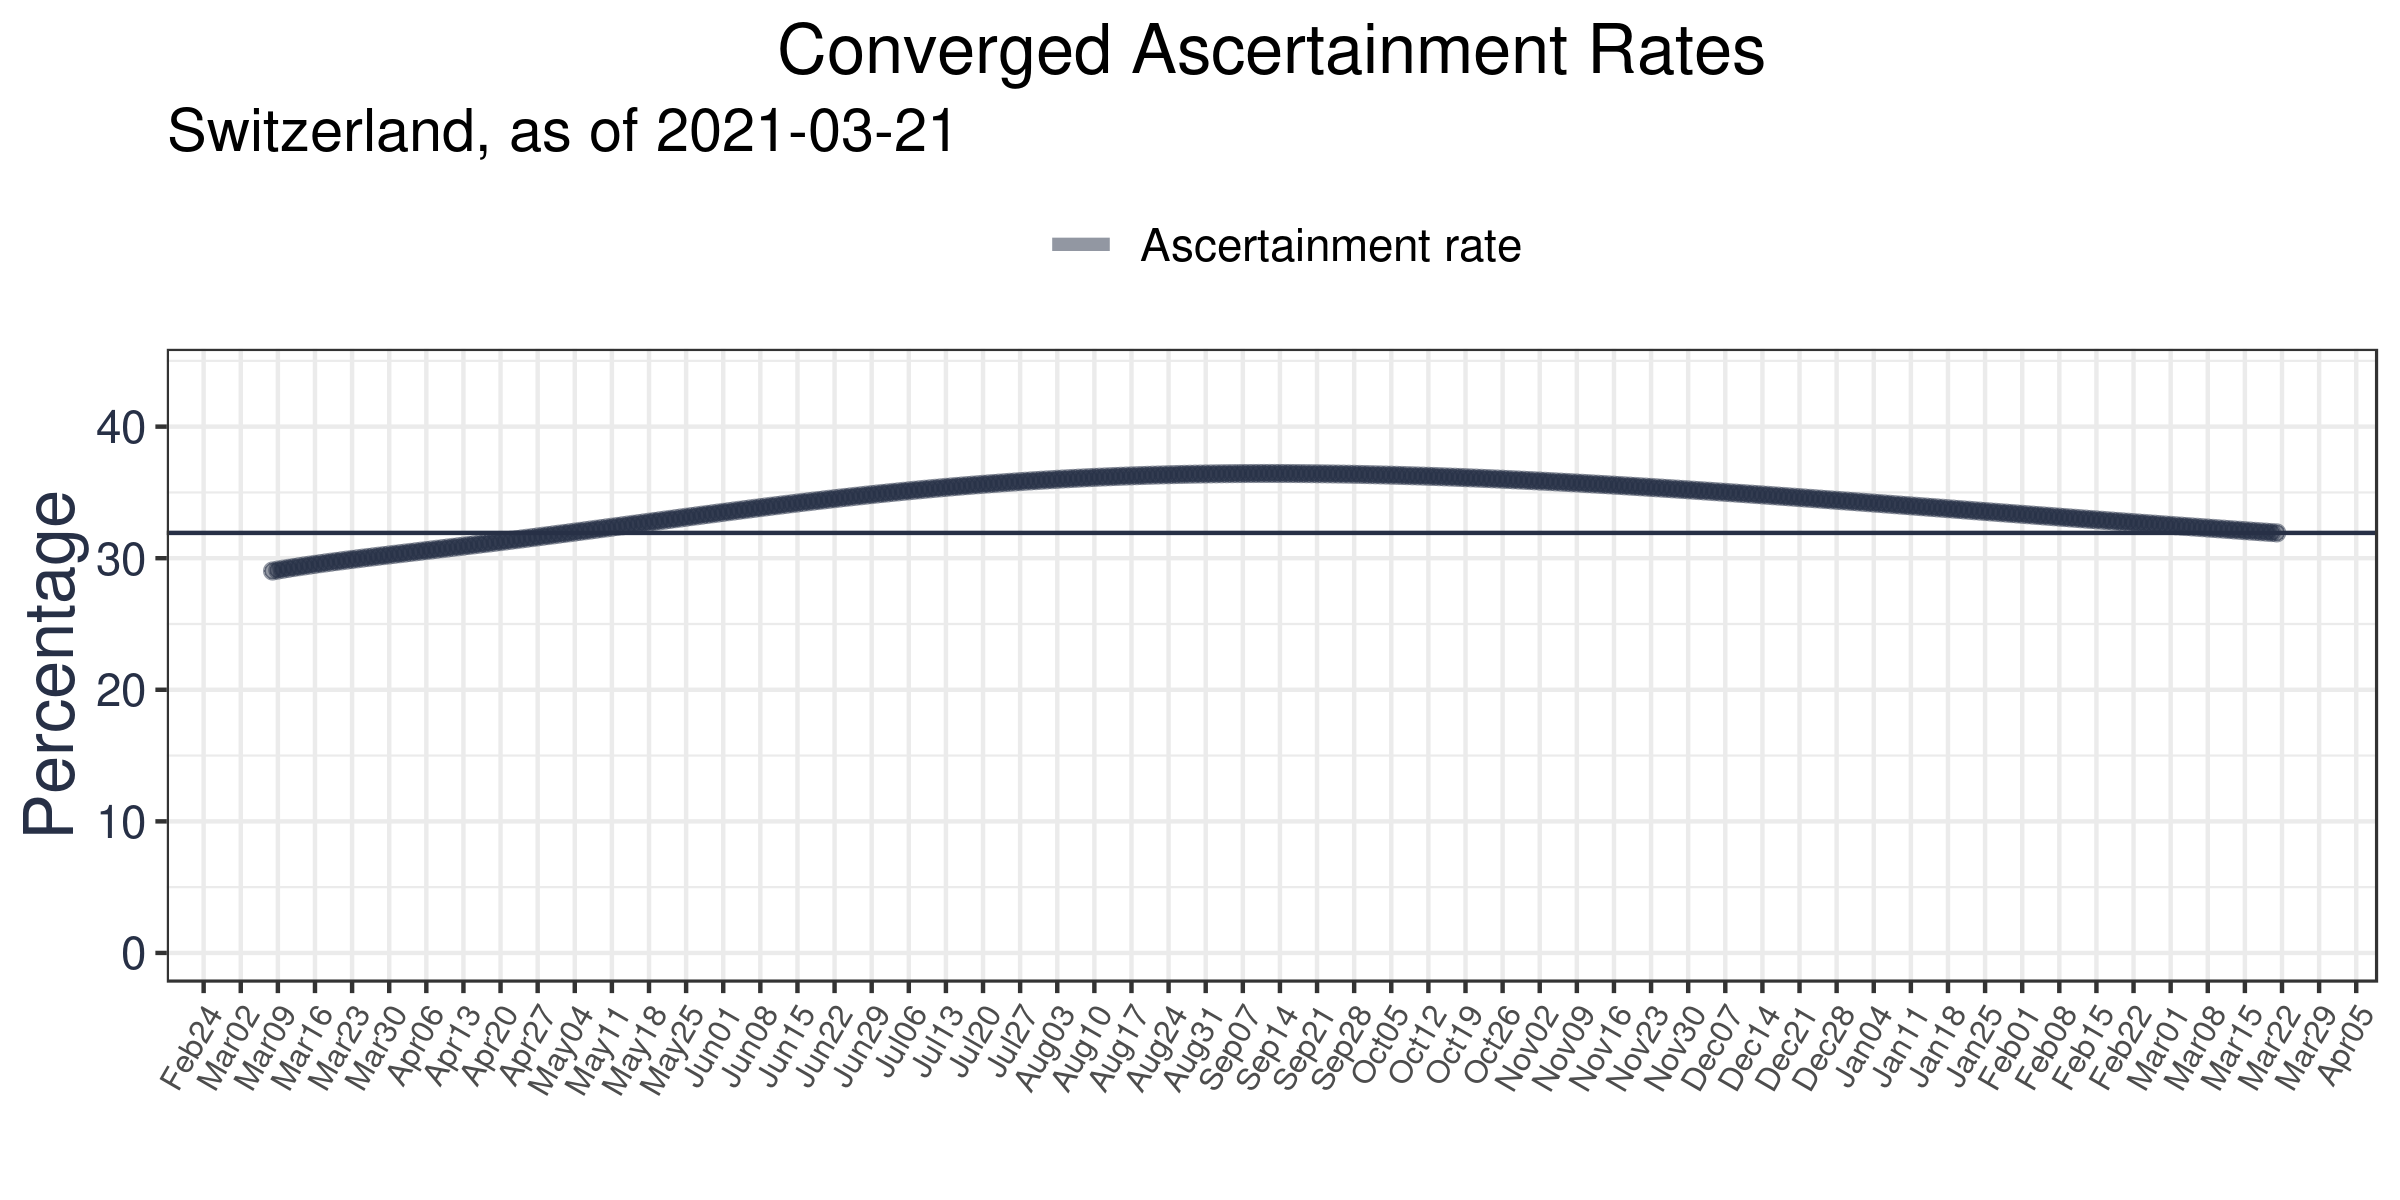 Converged Ascertainment Rates
Switzerland, as of 2021-03-21
Ascertainment rate
Percentage
40
30
20
10
0
Feb24 Mar02 Mar09 Mar16 Mar23 Mar30 Apr06 Apr13 Apr20 Apr27 May04 May11 May18 May25 Jun01 Jun08 Jun15 Jun22 Jun29 Jul06 Jul13 Jul20 Jul27 Aug03 Aug10 Aug17 Aug24 Aug31 Sep07 Sep14 Sep21 Sep28 Oct05 Oct12 Oct19 Oct26 Nov02 Nov09 Nov16 Nov23 Nov30 Dec07 Dec14 Dec21 Dec28 Jan04 Jan11 Jan18 Jan25 Feb01 Feb08 Feb15 Feb22 Mar01 Mar08 Mar15 Mar22 Mar29 Apr05